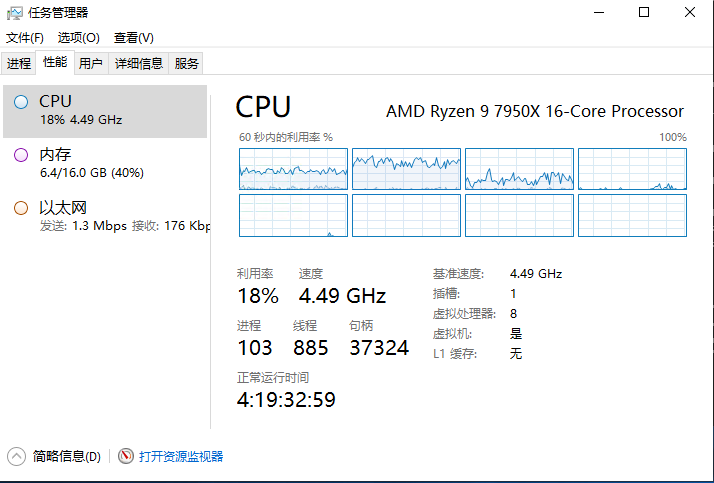 任务管理器
文件(F) 选项(O) 查看(V)
进程 性能 用户 详细信息 服务
CPU
18% 4.49 GHz
内存
6.4/16.0 GB (40%)
以太网
发送: 1.3 Mbps 接收: 176 Kbp
CPU AMD Ryzen 9 7950X 16-Core Processor
60 秒内的利用率 % 100%
利用率 速度
18% 4.49 GHz
进程 线程 句柄
103 885 37324
正常运行时间
4:19:32:59
基准速度: 4.49 GHz
插槽: 1
虚拟处理器: 8
虚拟机: 是
L1 缓存: 无
简略信息(D) 打开资源监视器